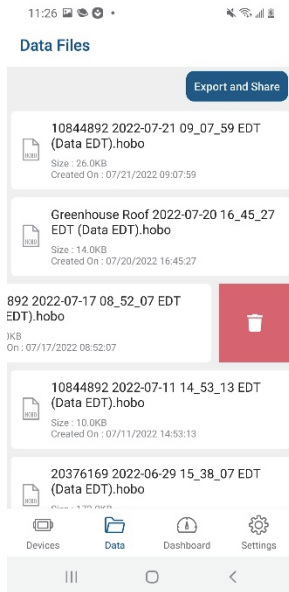 11:26
Data Files
Export and Share
10844892 2022-07-21 09_07_59 EDT
(Data EDT).hobo
HOBO
Size : 26.0KB
Created On : 07/21/2022 09:07:59
Greenhouse Roof 2022-07-20 16_45_27
EDT (Data EDT).hobo
HOBO
Size : 14.0KB
Created On : 07/20/2022 16:45:27
892 2022-07-17 08_52_07 EDT
EDT).hobo
0KB
On : 07/17/2022 08:52:07
10844892 2022-07-11 14_53_13 EDT
(Data EDT).hobo
HOBO
Size : 10.0KB
Created On : 07/11/2022 14:53:13
20376169 2022-06-29 15_38_07 EDT
(Data EDT).hobo
HOBO
Devices
Data
Dashboard
Settings